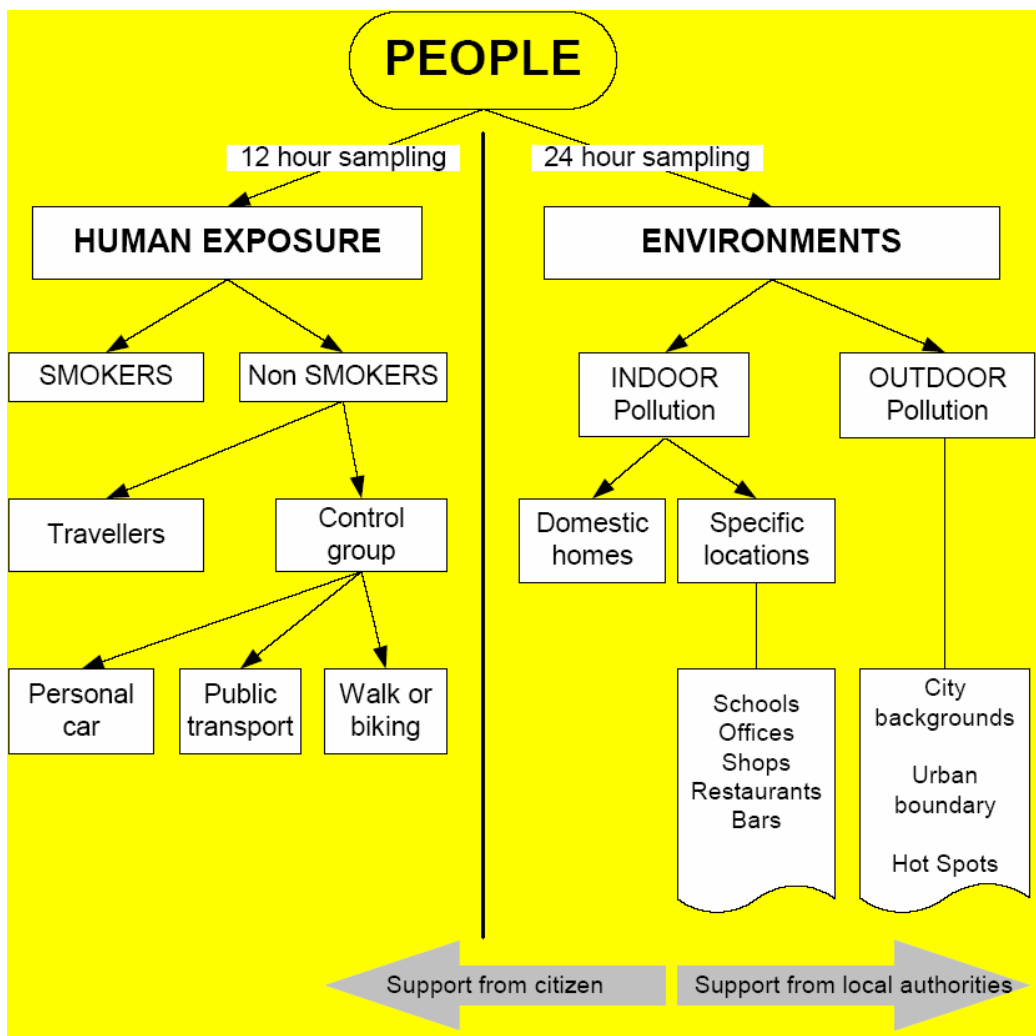 PEOPLE
12 hour sampling
24 hour sampling
HUMAN EXPOSURE
ENVIRONMENTS
SMOKERS
Non SMOKERS
INDOOR
Pollution
OUTDOOR
Pollution
Travellers
Control
group
Domestic
homes
Specific
locations
Personal
car
Public
transport
Walk or
biking
Schools
Offices
Shops
Restaurants
Bars
City
backgrounds
Urban
boundary
Hot Spots
Support from citizen
Support from local authorities